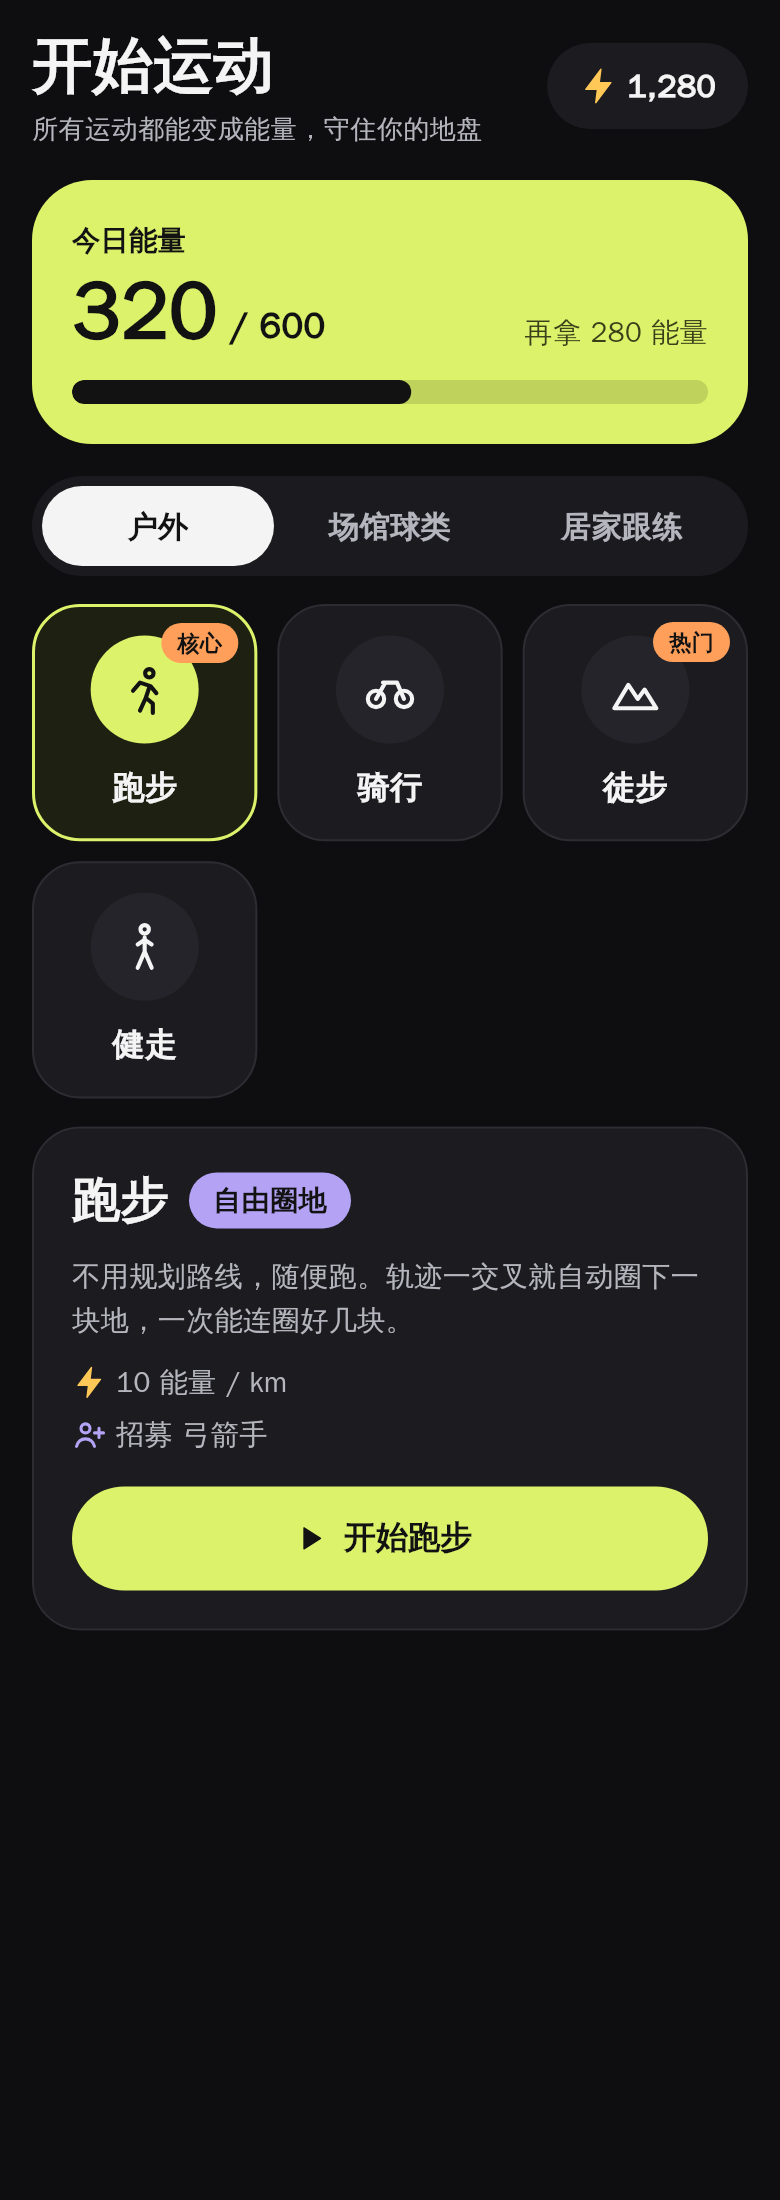 开始运动
1,280
所有运动都能变成能量，守住你的地盘
今日能量
320 / 600
再拿 280 能量
户外
场馆球类
居家跟练
核心
热门
跑步
骑行
徒步
健走
跑步
自由圈地
不用规划路线，随便跑。轨迹一交叉就自动圈下一
块地，一次能连圈好几块。
10 能量 / km
招募 弓箭手
开始跑步